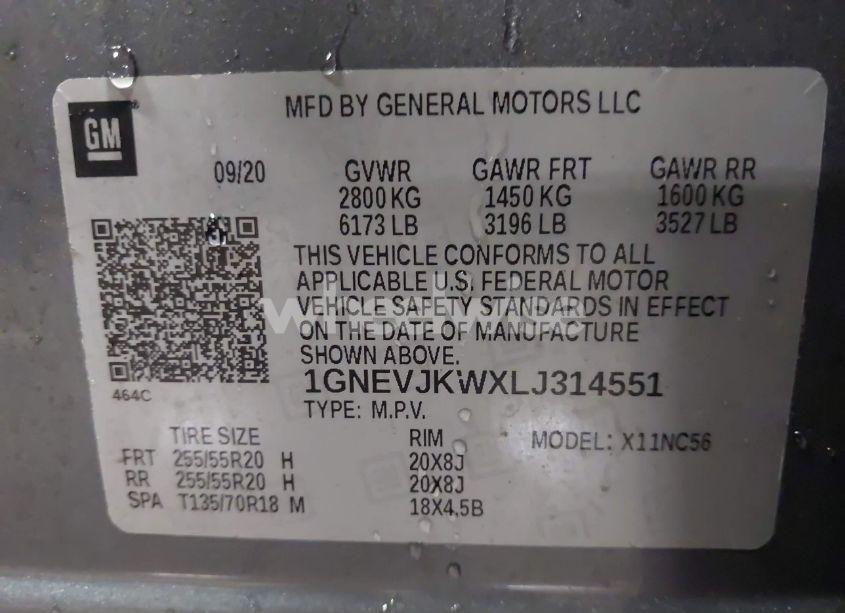 GM
MFD BY GENERAL MOTORS LLC
09/20 GVWR GAWR FRT GAWR RR
2800 KG 1450 KG 1600 KG
6173 LB 3196 LB 3527 LB
THIS VEHICLE CONFORMS TO ALL
APPLICABLE U.S. FEDERAL MOTOR
VEHICLE SAFETY STANDARDS IN EFFECT
ON THE DATE OF MANUFACTURE
SHOWN ABOVE.
1GNEVJKWXLJ314551
464C
TYPE: M.P.V.
TIRE SIZE RIM MODEL: X11NC56
FRT 255/55R20 H 20X8J
RR 255/55R20 H 20X8J
SPA T135/70R18 M 18X4.5B